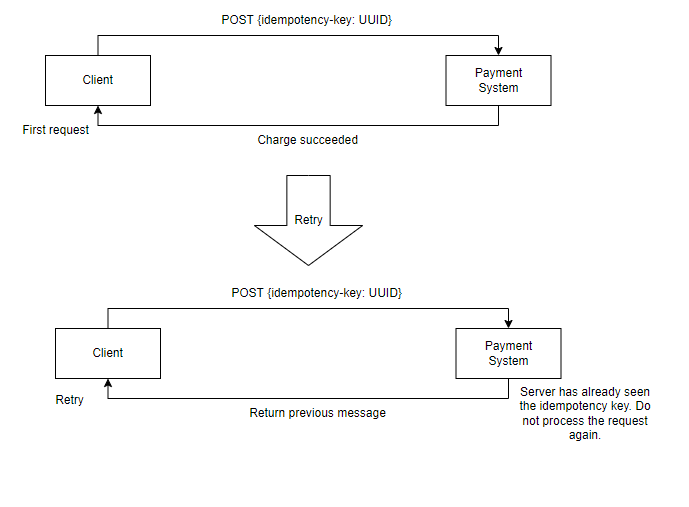 POST {idempotency-key: UUID}
Client
Payment
System
First request
Charge succeeded
Retry
POST {idempotency-key: UUID}
Client
Payment
System
Retry
Return previous message
Server has already seen
the idempotency key. Do
not process the request
again.